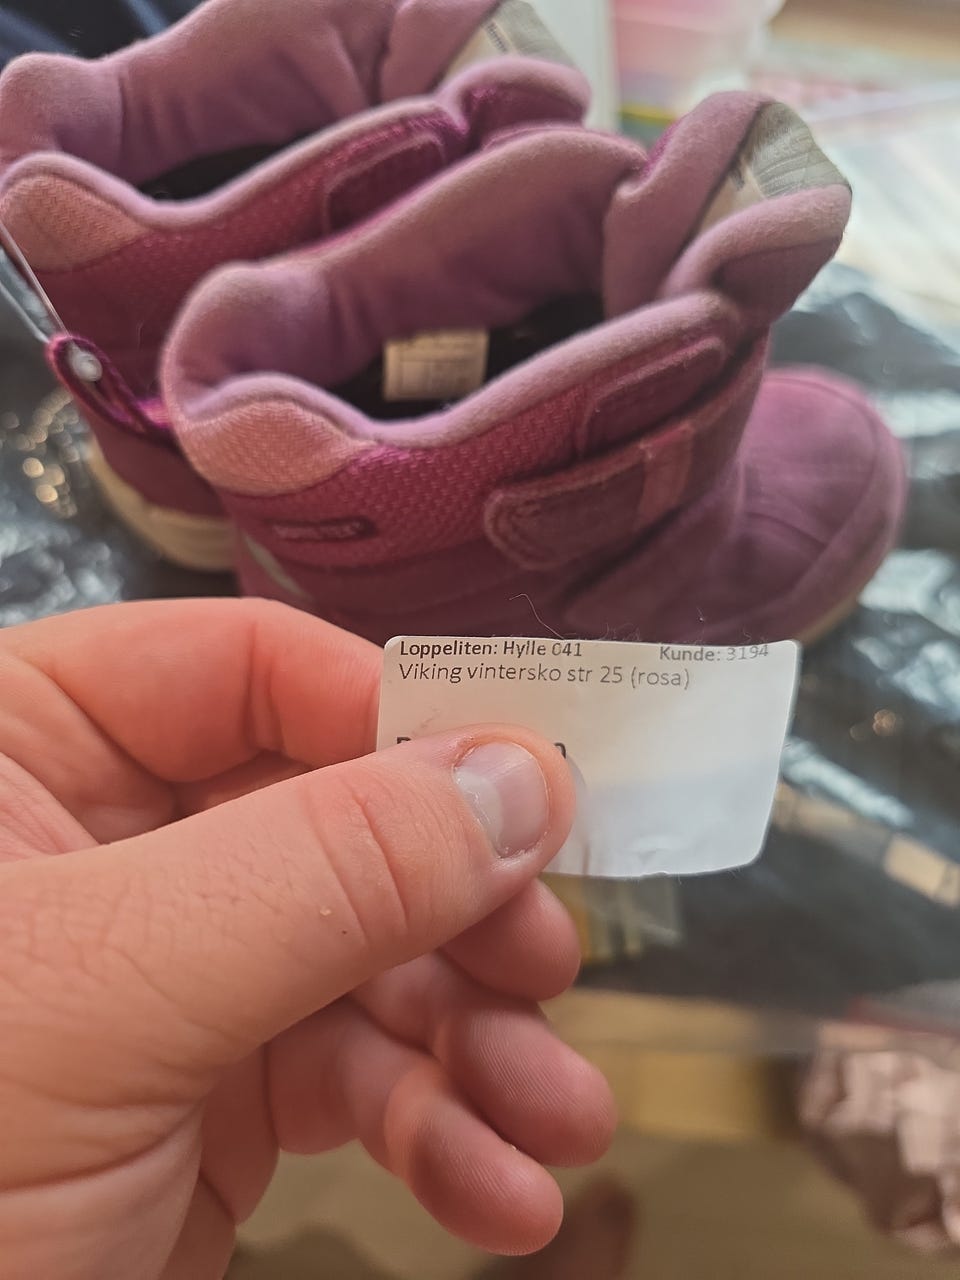 Loppeliten: Hylle 041 Kunde: 3194
Viking vintersko str 25 (rosa)